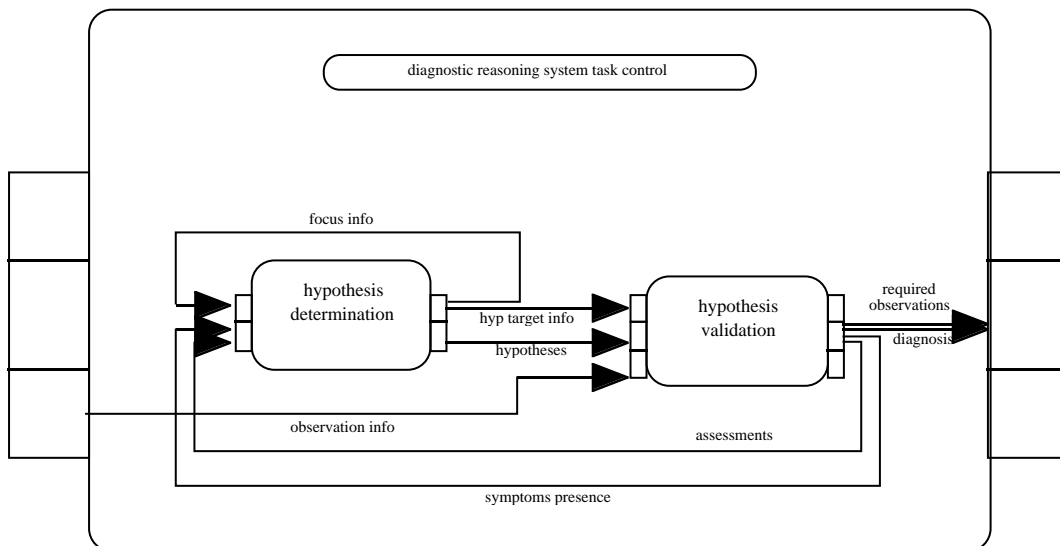 diagnostic reasoning system task control
focus info
hypothesis
determination
hyp target info
hypotheses
hypothesis
validation
required
observations
diagnosis
observation info
assessments
symptoms presence